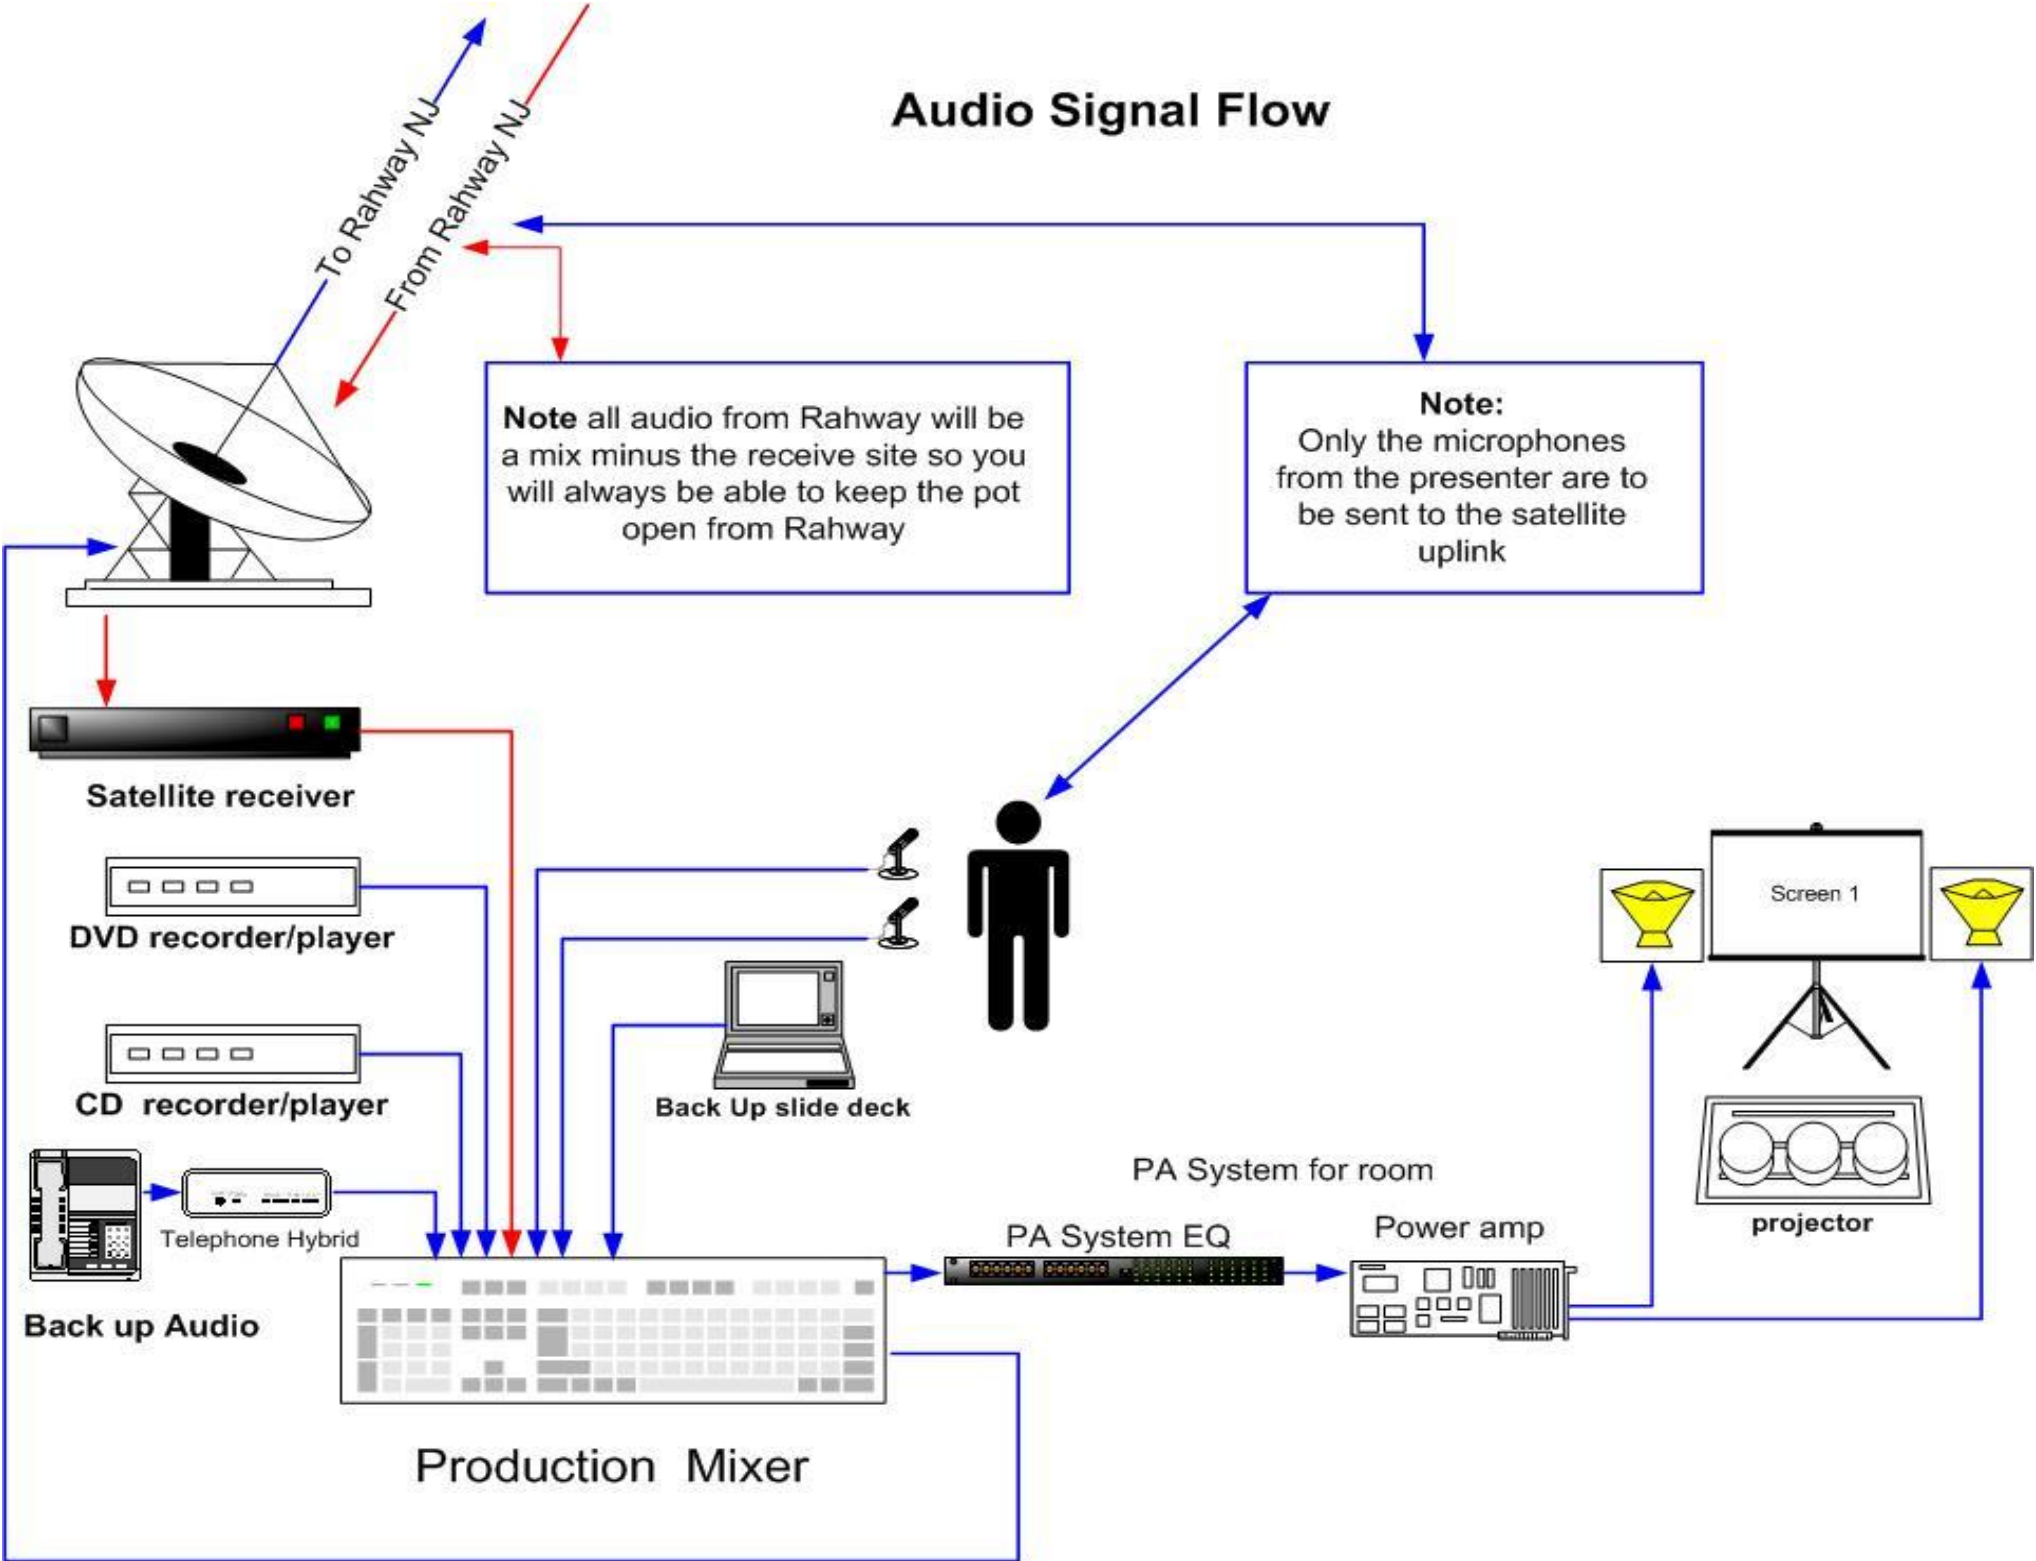 Audio Signal Flow
To Rahway NJ
From Rahway NJ
Note all audio from Rahway will be
a mix minus the receive site so you
will always be able to keep the pot
open from Rahway
Note:
Only the microphones
from the presenter are to
be sent to the satellite
uplink
Satellite receiver
DVD recorder/player
Screen 1
CD recorder/player
Back Up slide deck
PA System for room
projector
Telephone Hybrid
PA System EQ
Power amp
Back up Audio
Production Mixer